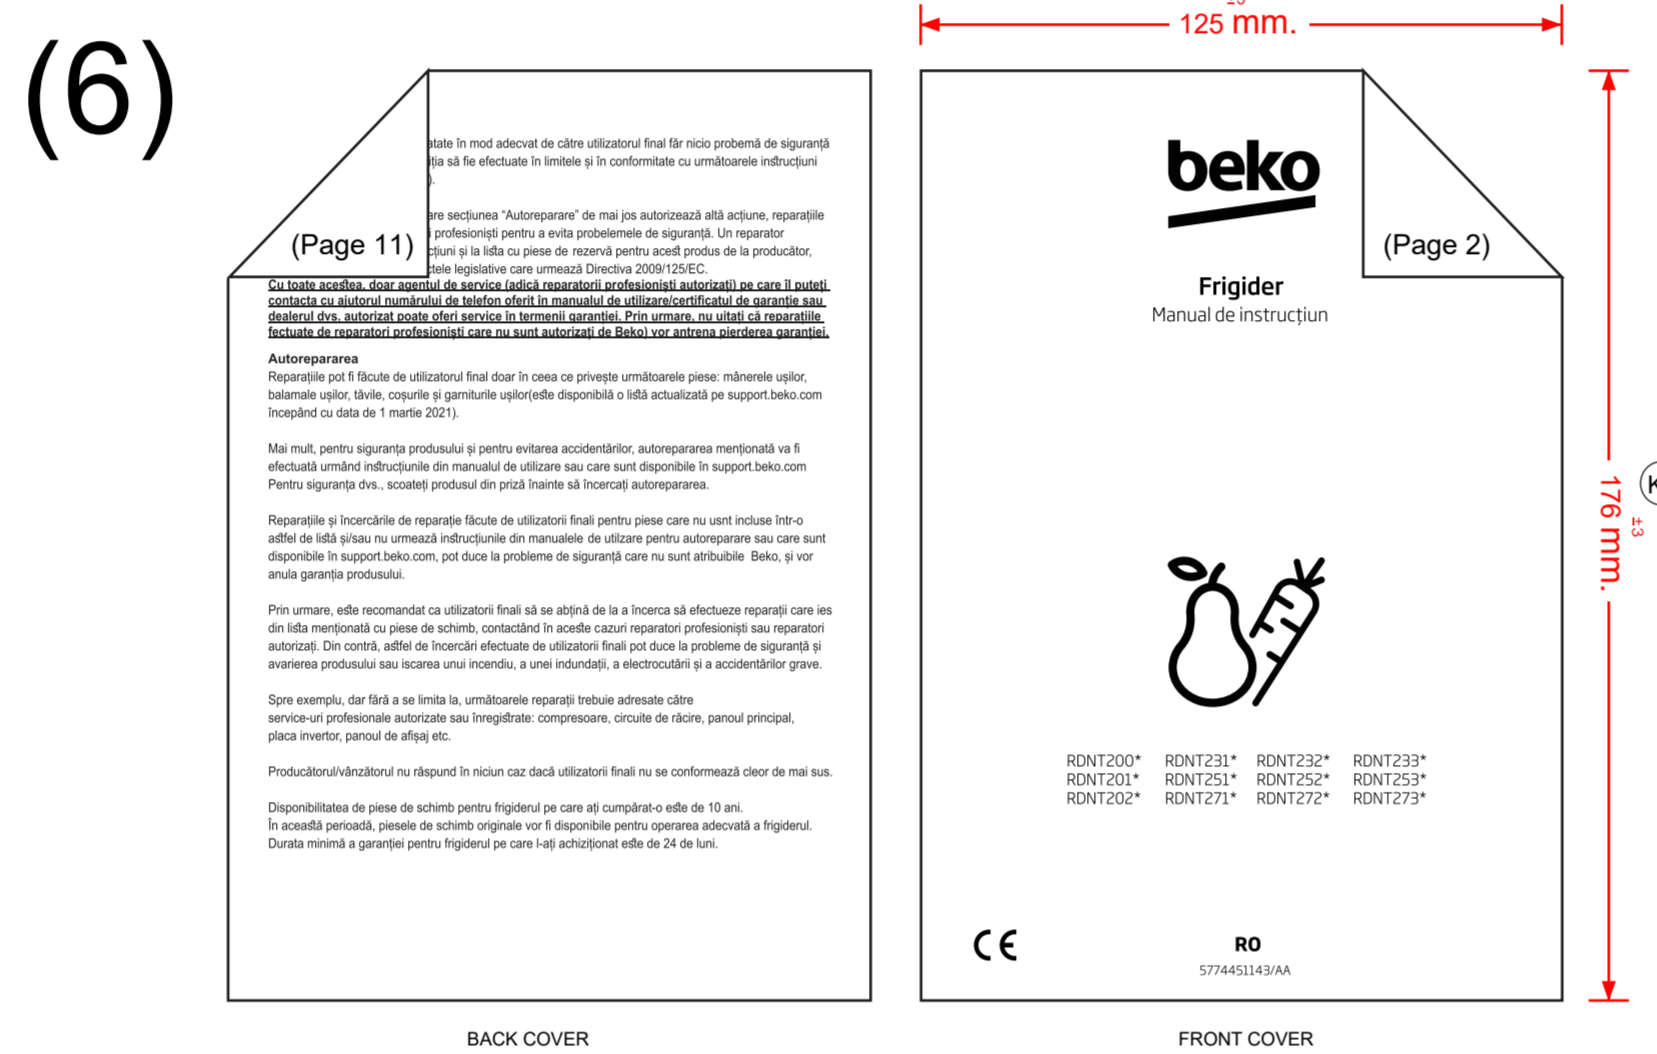 (6)
±3
125 mm.
atate în mod adecvat de către utilizatorul final făr nicio probemă de siguranță
iția să fie efectuate în limitele și în conformitate cu următoarele instrucțiuni
).
are secțiunea “Autoreparare” de mai jos autorizează altă acțiune, reparațiile
i profesioniști pentru a evita probelemele de siguranță. Un reparator
(Page 11)
cțiuni și la lista cu piese de rezervă pentru acest produs de la producător,
ctele legislative care urmează Directiva 2009/125/EC.
Cu toate acestea, doar agentul de service (adică reparatorii profesioniști autorizați) pe care îl puteți
contacta cu ajutorul numărului de telefon oferit în manualul de utilizare/certificatul de garanție sau
dealerul dvs. autorizat poate oferi service în termenii garantiei. Prin urmare, nu uitați că reparațiile
fectuate de reparatori profesioniști care nu sunt autorizați de Beko) vor antrena pierderea garanției.
Autorepararea
Reparațiile pot fi făcute de utilizatorul final doar în ceea ce privește următoarele piese: mânerele ușilor,
balamale ușilor, tăvile, coșurile și garniturile ușilor(este disponibilă o listă actualizată pe support.beko.com
începând cu data de 1 martie 2021).
Mai mult, pentru siguranța produsului și pentru evitarea accidentărilor, autorepararea menționată va fi
efectuată urmând instrucțiunile din manualul de utilizare sau care sunt disponibile în support.beko.com
Pentru siguranța dvs., scoateți produsul din priză înainte să încercați autorepararea.
Reparațiile și încercările de reparație făcute de utilizatorii finali pentru piese care nu usnt incluse într-o
astfel de listă și/sau nu urmează instrucțiunile din manualele de utilzare pentru autoreparare sau care sunt
disponibile în support.beko.com, pot duce la probleme de siguranță care nu sunt atribuibile Beko, și vor
anula garanția produsului.
Prin urmare, este recomandat ca utilizatorii finali să se abțină de la a încerca să efectueze reparații care ies
din lista menționată cu piese de schimb, contactând în aceste cazuri reparatori profesioniști sau reparatori
autorizați. Din contră, astfel de încercări efectuate de utilizatorii finali pot duce la probleme de siguranță și
avarierea produsului sau iscarea unui incendiu, a unei indundații, a electrocutării și a accidentărilor grave.
Spre exemplu, dar fără a se limita la, următoarele reparații trebuie adresate către
service-uri profesionale autorizate sau înregistrate: compresoare, circuite de răcire, panoul principal,
placa invertor, panoul de afișaj etc.
Producătorul/vânzătorul nu răspund în niciun caz dacă utilizatorii finali nu se conformează cleor de mai sus.
Disponibilitatea de piese de schimb pentru frigiderul pe care ați cumpărat-o este de 10 ani.
În această perioadă, piesele de schimb originale vor fi disponibile pentru operarea adecvată a frigiderul.
Durata minimă a garanției pentru frigiderul pe care l-ați achiziționat este de 24 de luni.
BACK COVER
beko
(Page 2)
Frigider
Manual de instrucțiun
RDNT200* RDNT231* RDNT232* RDNT233*
RDNT201* RDNT251* RDNT252* RDNT253*
RDNT202* RDNT271* RDNT272* RDNT273*
CE
RO
5774451143/AA
FRONT COVER
176 mm.
±3
K